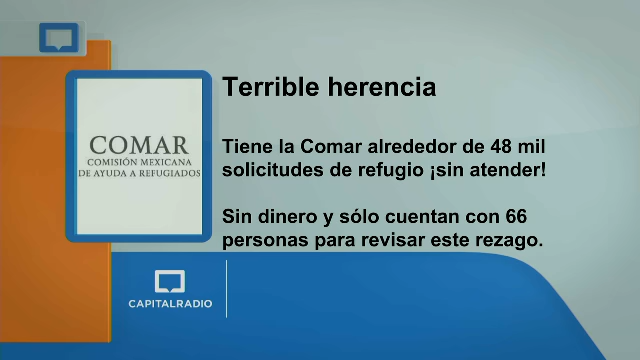 Terrible herencia
COMAR
COMISIÓN MEXICANA
DE AYUDA A REFUGIADOS
Tiene la Comar alrededor de 48 mil
solicitudes de refugio ¡sin atender!
Sin dinero y sólo cuentan con 66
personas para revisar este rezago.
CAPITALRADIO